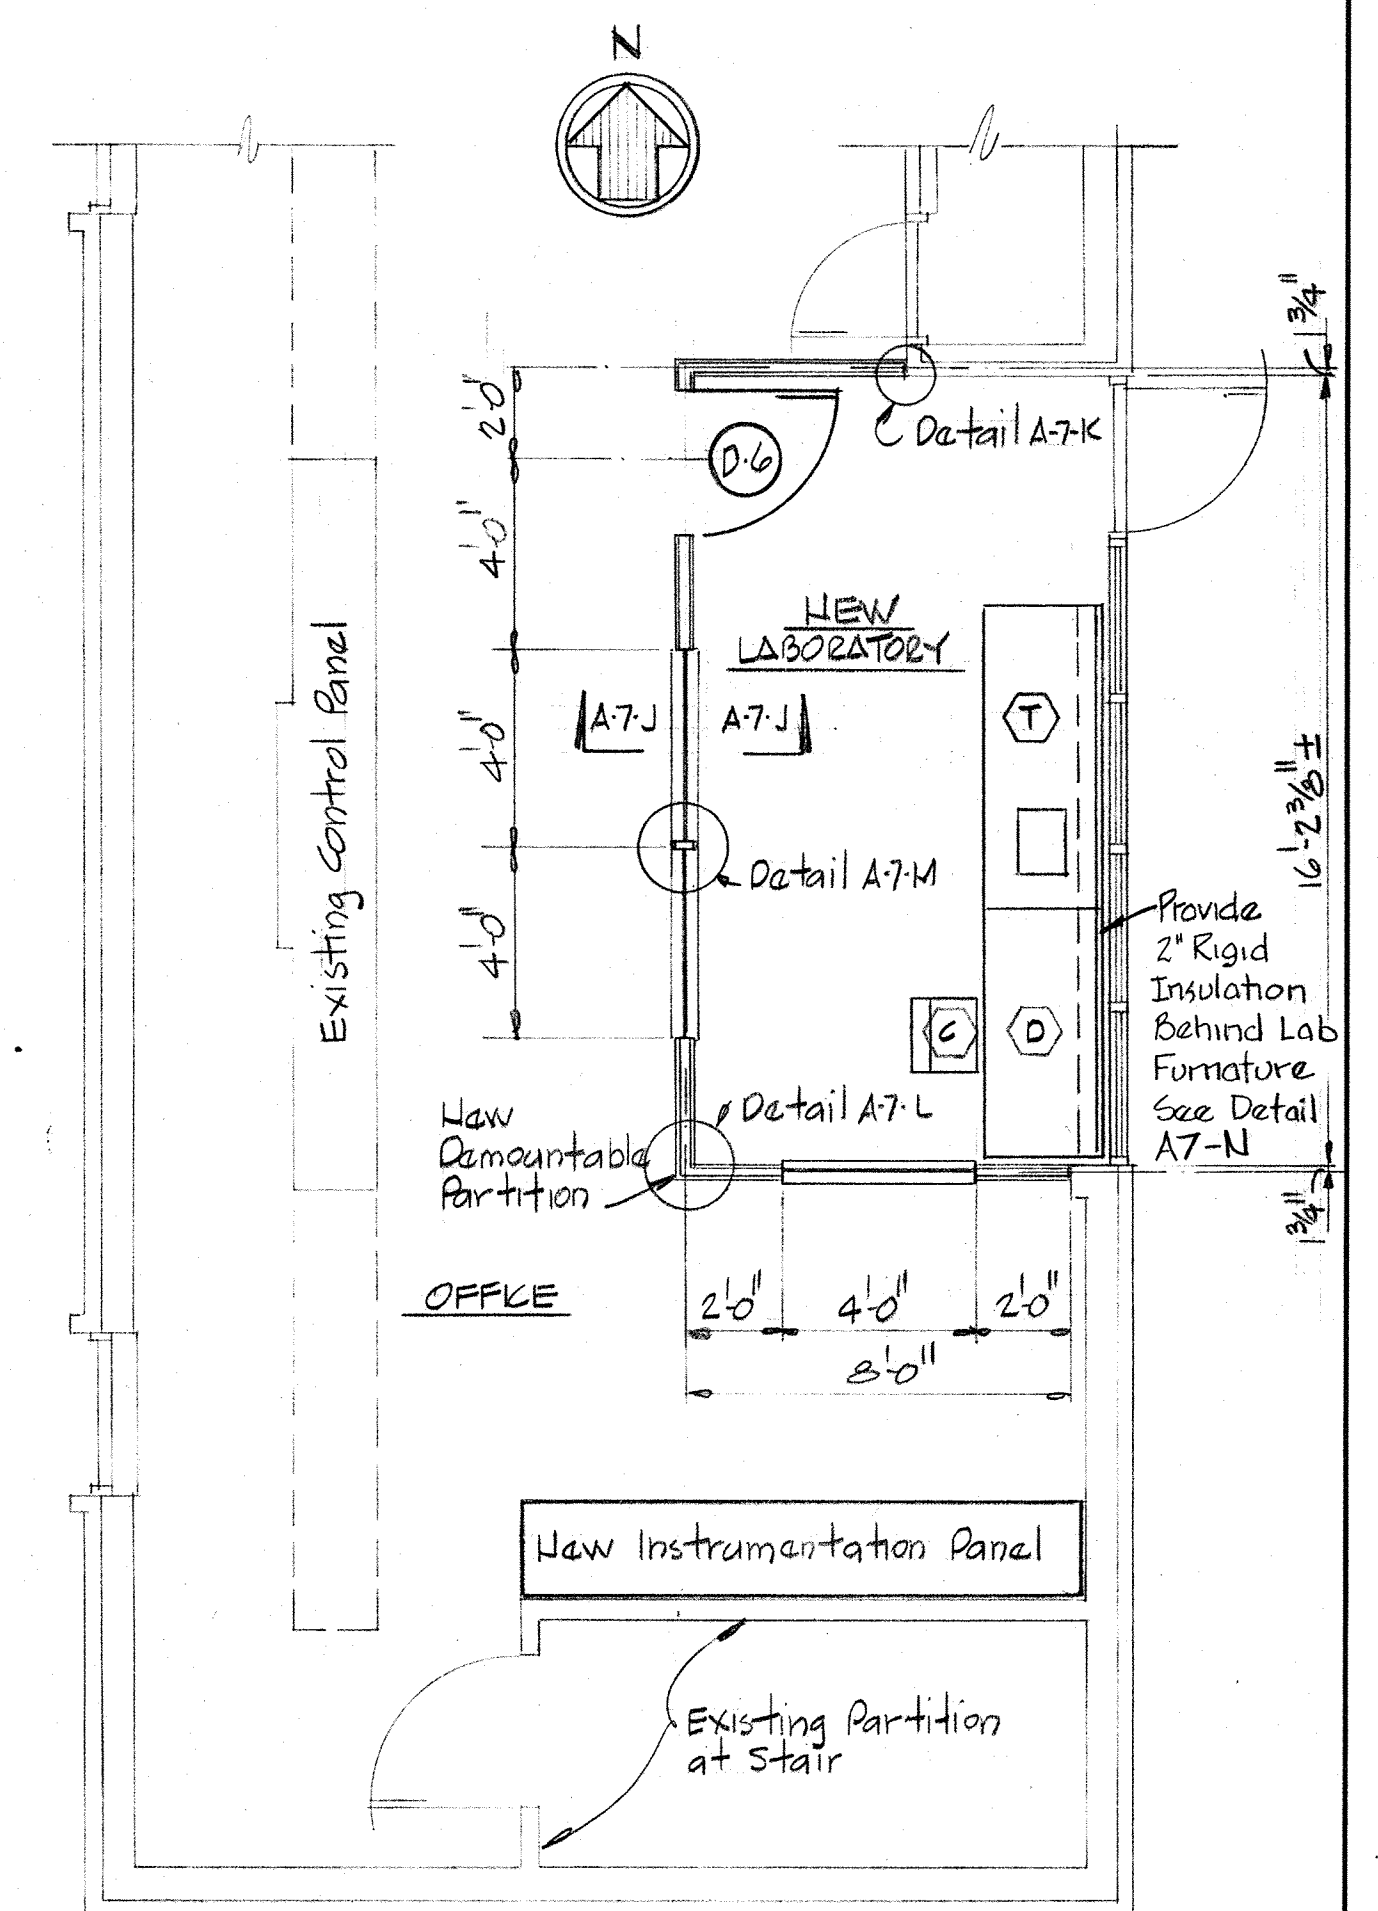 N
1 3/4"
2'-0"
Detail A-7-K
D-6
4'-0"
NEW
LABORATORY
Existing Control Panel
A-7-J
A-7-J
T
4'-0"
16'-2 3/8" ±
Detail A-7-M
4'-0"
Provide
2" Rigid
Insulation
Behind Lab
Furnature
See Detail
A7-N
C
D
Detail A-7-L
New
Demountable
Partition
1 3/4"
OFFICE
2'-0"
4'-0"
2'-0"
8'-0"
New Instrumentation Panel
Existing Partition
at Stair